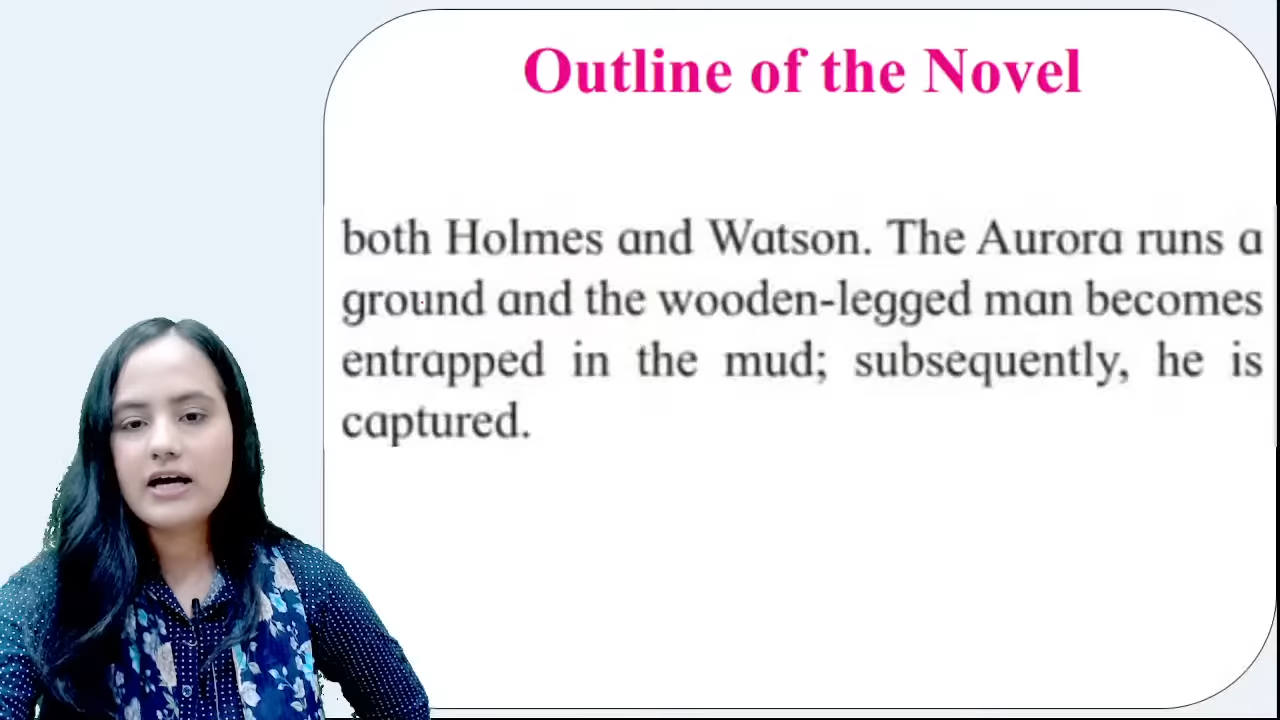 Outline of the Novel
both Holmes and Watson. The Aurora runs a
ground and the wooden-legged man becomes
entrapped in the mud; subsequently, he is
captured.